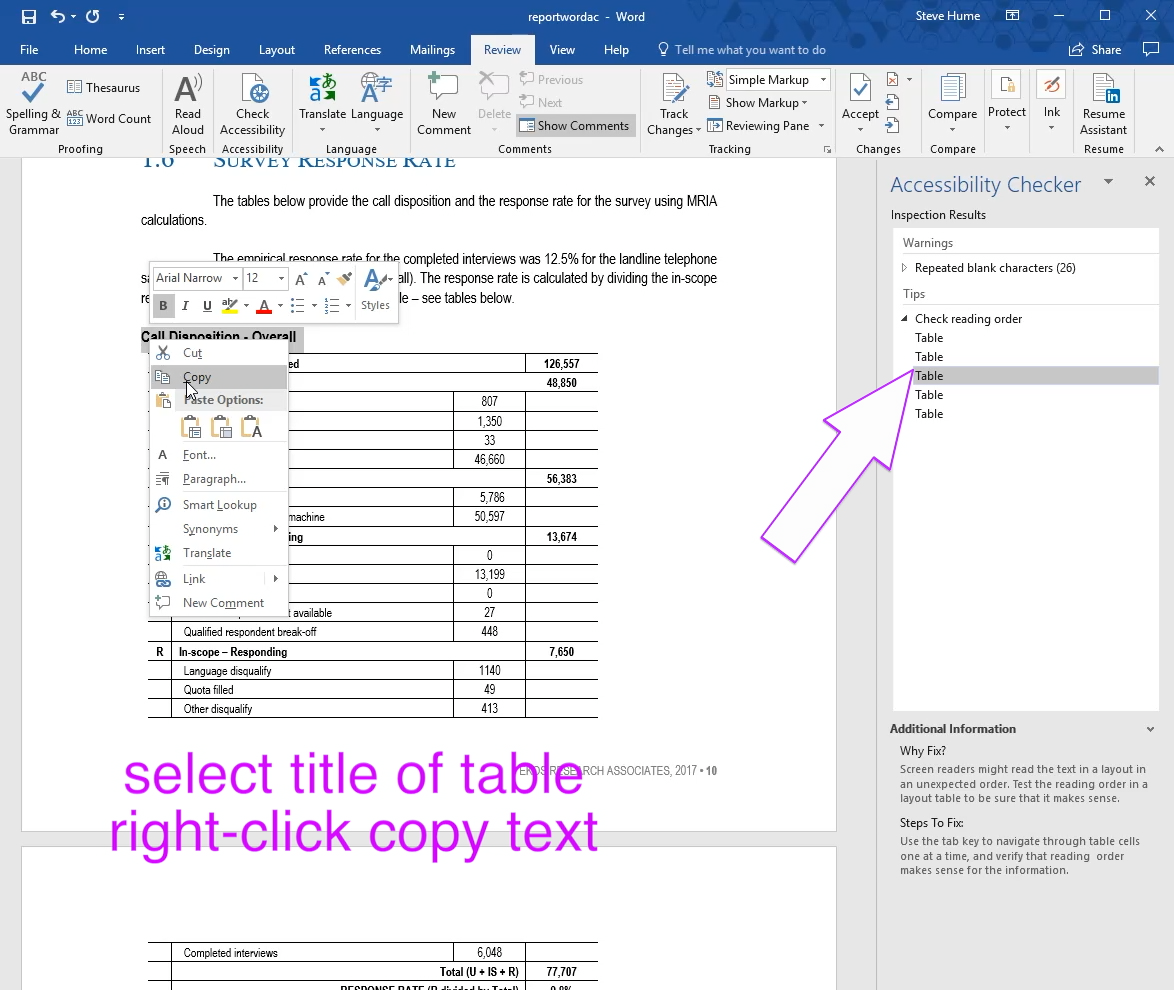 reportwordac - Word
Steve Hume
File Home Insert Design Layout References Mailings Review View Help Tell me what you want to do Share
ABC
Spelling & Grammar
Thesaurus
ABC 123 Word Count
Proofing
Read Aloud
Speech
Check Accessibility
Accessibility
Translate Language
Language
New Comment
Delete
Previous
Next
Show Comments
Comments
Track Changes
Simple Markup
Show Markup
Reviewing Pane
Tracking
Accept
Changes
Compare
Compare
Protect
Ink
Resume Assistant
Resume
1.6 SURVEY RESPONSE RATE
The tables below provide the call disposition and the response rate for the survey using MRIA
calculations.
The empirical response rate for the completed interviews was 12.5% for the landline telephone
all). The response rate is calculated by dividing the in-scope
le – see tables below.
Arial Narrow 12 A A
B I U aby A Styles
Call Disposition - Overall
ed 126,557
48,850
807
1,350
33
46,660
56,383
5,786
machine 50,597
ing 13,674
0
13,199
0
t available 27
Qualified respondent break-off 448
R In-scope – Responding 7,650
Language disqualify 1140
Quota filled 49
Other disqualify 413
Cut
Copy
Paste Options:
A Font...
Paragraph...
Smart Lookup
Synonyms
Translate
Link
New Comment
select title of table
EKOS RESEARCH ASSOCIATES, 2017 • 10
right-click copy text
Completed interviews 6,048
Total (U + IS + R) 77,707
RESPONSE RATE (R divided by Total) 9.8%
Accessibility Checker
Inspection Results
Warnings
Repeated blank characters (26)
Tips
Check reading order
Table
Table
Table
Table
Table
Additional Information
Why Fix?
Screen readers might read the text in a layout in
an unexpected order. Test the reading order in a
layout table to be sure that it makes sense.
Steps To Fix:
Use the tab key to navigate through table cells
one at a time, and verify that reading order
makes sense for the information.